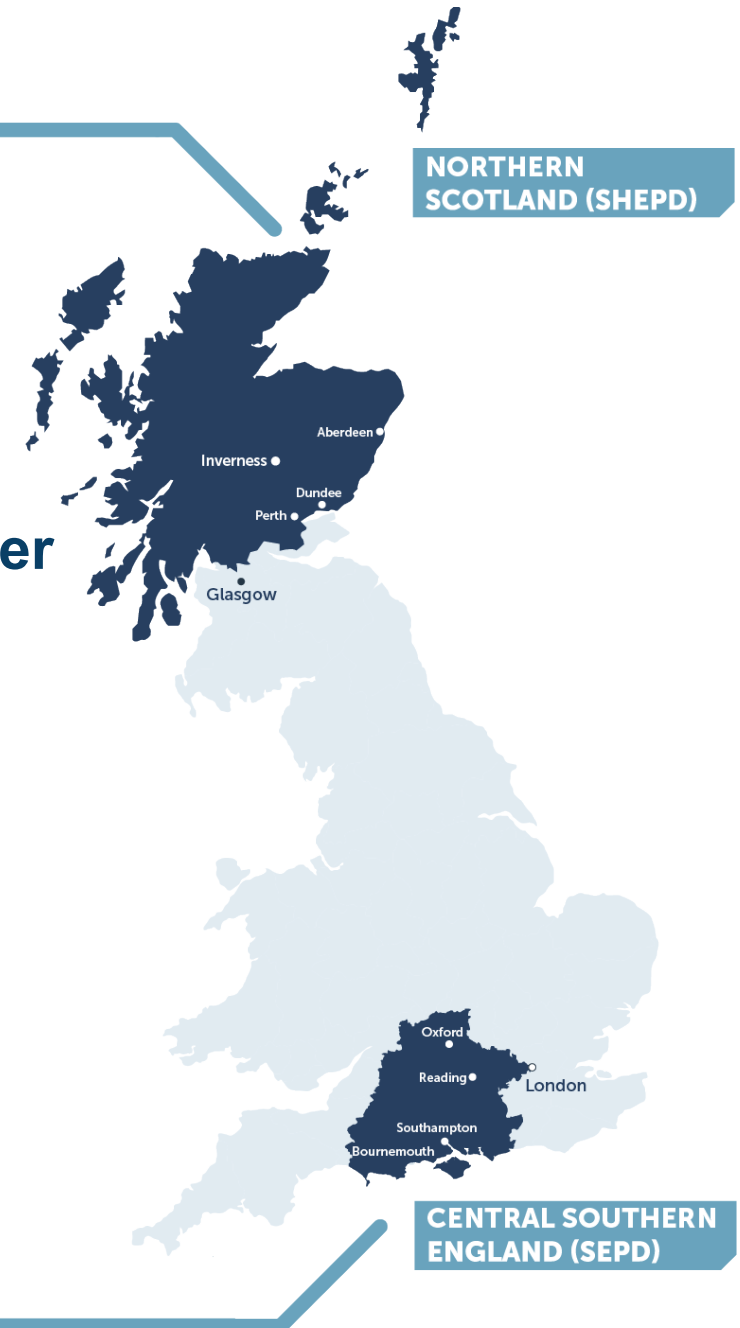 NORTHERN
SCOTLAND (SHEPD)
Aberdeen
Inverness
Dundee
Perth
er
Glasgow
Oxford
Reading
London
Southampton
Bournemouth
CENTRAL SOUTHERN
ENGLAND (SEPD)